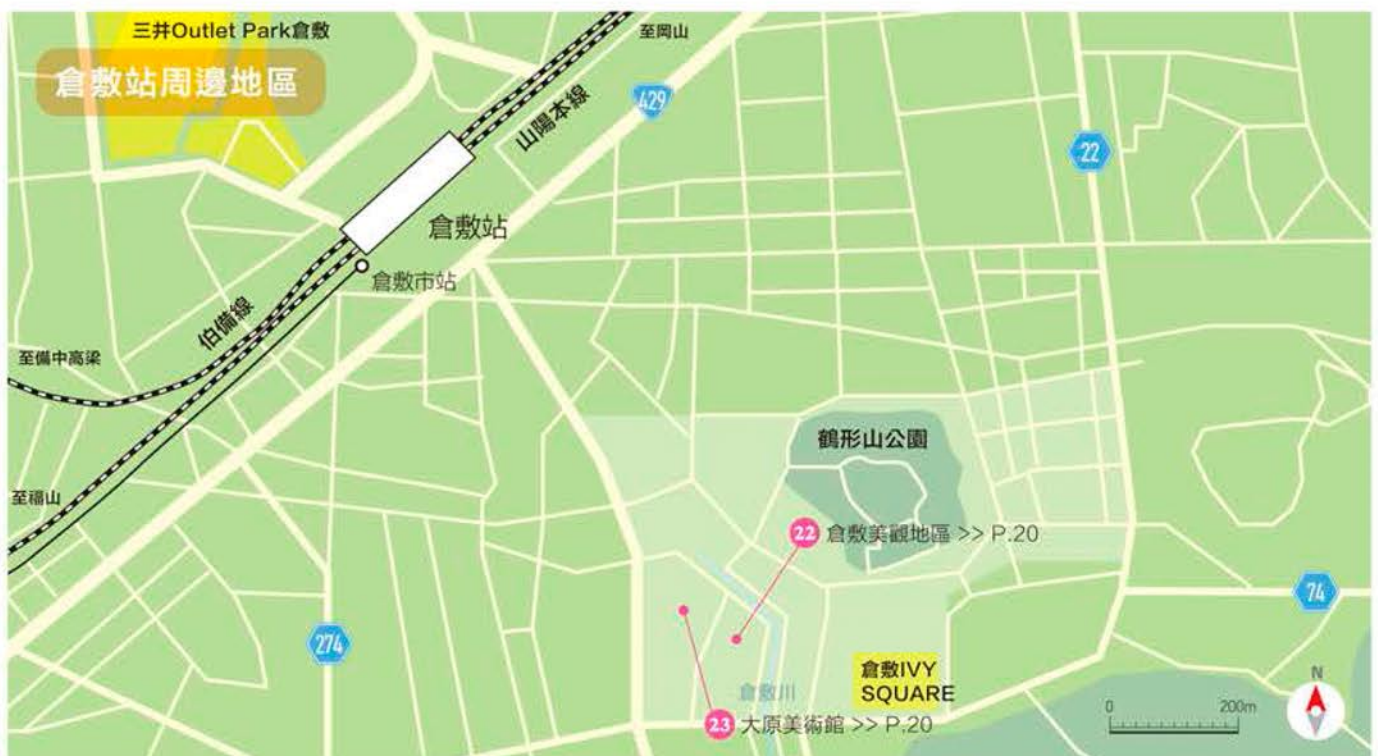 三井Outlet Park倉敷
至岡山
倉敷站周邊地區
429
山陽本線
22
倉敷站
倉敷市站
伯備線
至備中高梁
鶴形山公園
至福山
22 倉敷美觀地區 >> P.20
74
274
倉敷IVY
SQUARE
倉敷川
N
0 200m
23 大原美術館 >> P.20